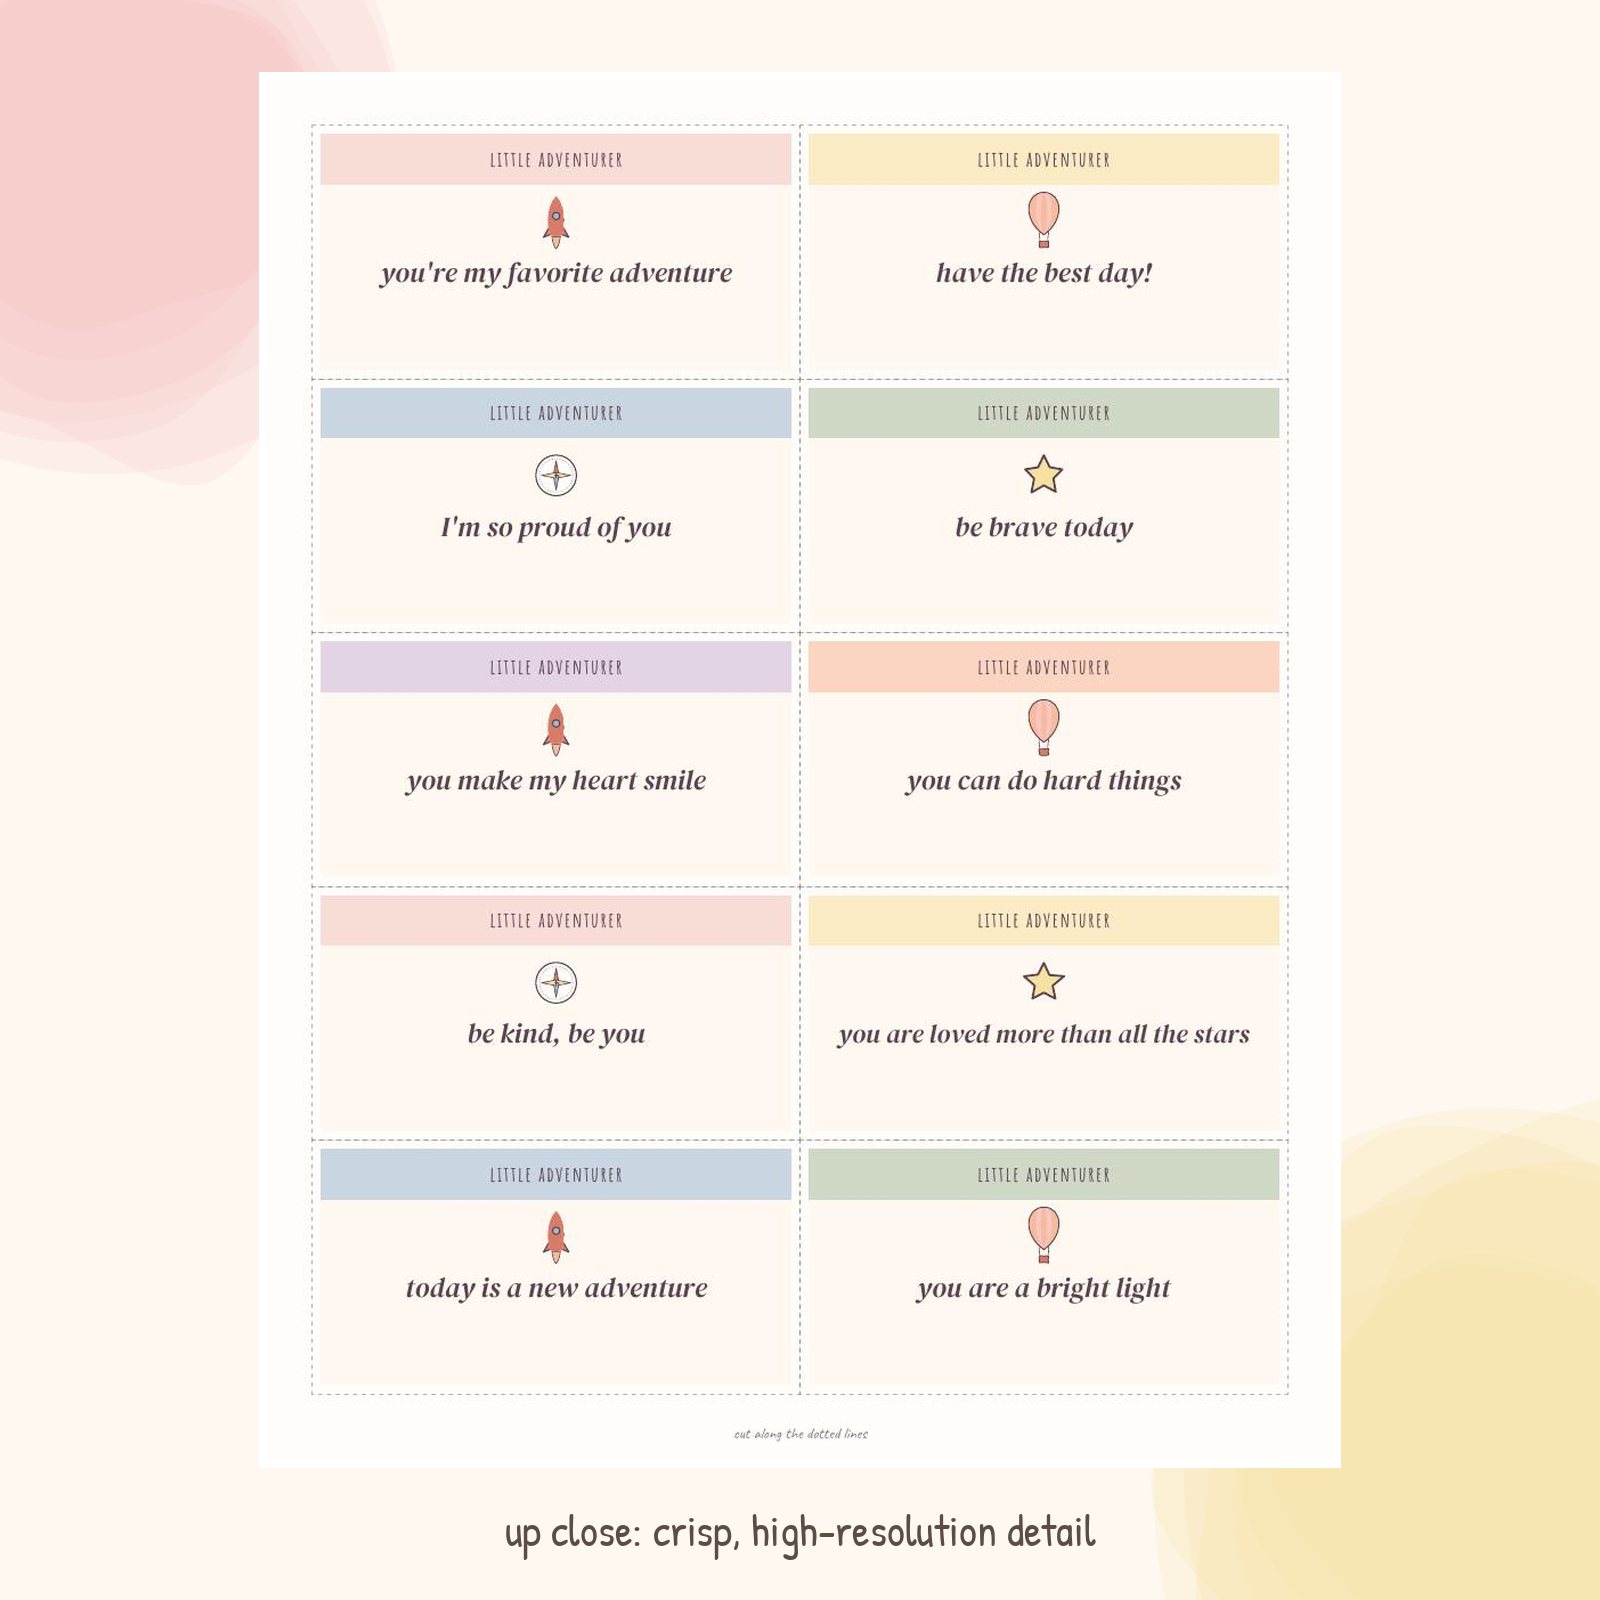 LITTLE ADVENTURER
you're my favorite adventure
LITTLE ADVENTURER
have the best day!
LITTLE ADVENTURER
I'm so proud of you
LITTLE ADVENTURER
be brave today
LITTLE ADVENTURER
you make my heart smile
LITTLE ADVENTURER
you can do hard things
LITTLE ADVENTURER
be kind, be you
LITTLE ADVENTURER
you are loved more than all the stars
LITTLE ADVENTURER
today is a new adventure
LITTLE ADVENTURER
you are a bright light
cut along the dotted lines
up close: crisp, high-resolution detail